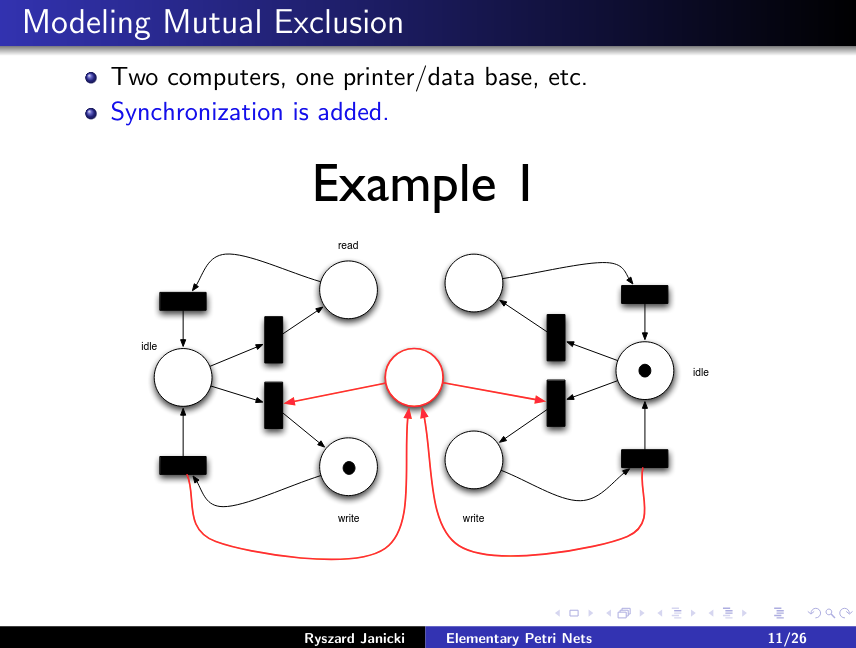 Modeling Mutual Exclusion
Two computers, one printer/data base, etc.
Synchronization is added.
Example 1
read
idle
idle
write
write
Ryszard Janicki
Elementary Petri Nets
11/26